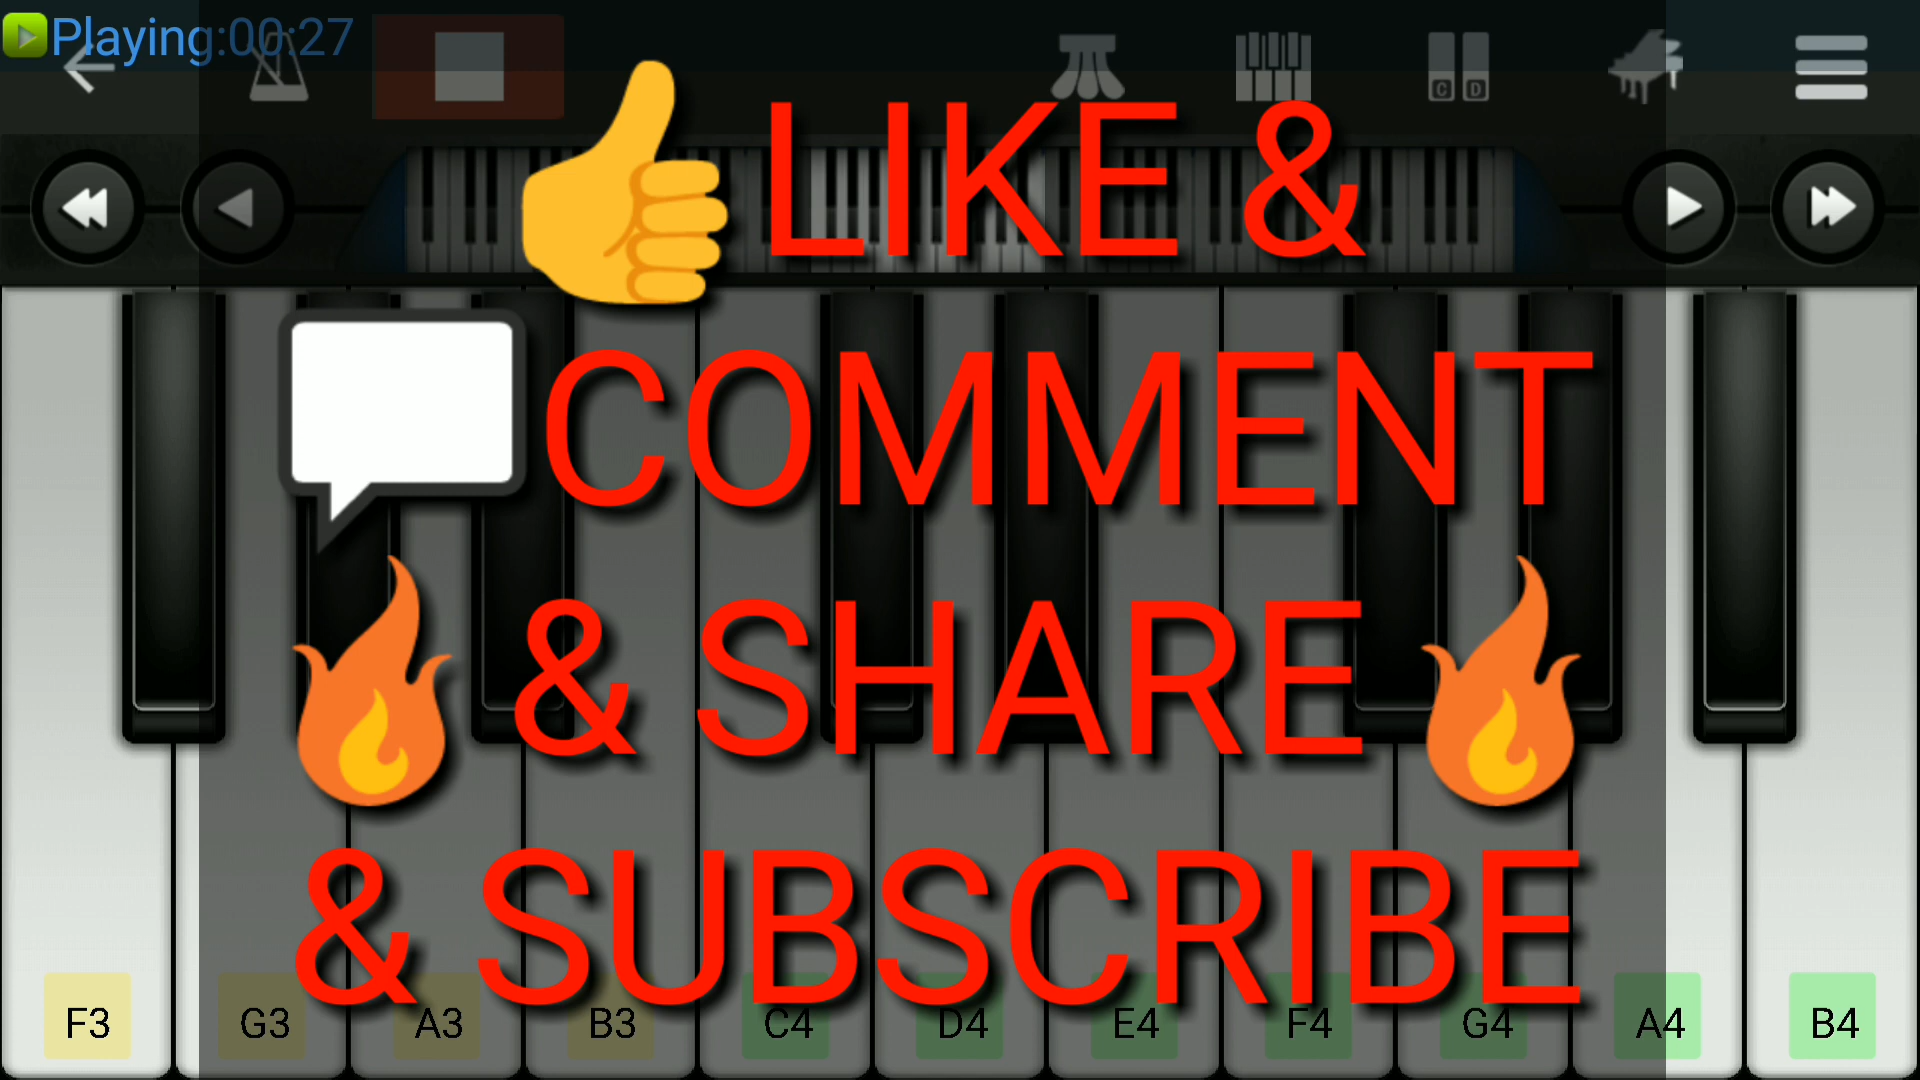 Playing:00:27
C D
👍LIKE &
💬COMMENT
🔥& SHARE🔥
& SUBSCRIBE
F3 G3 A3 B3 C4 D4 E4 F4 G4 A4 B4